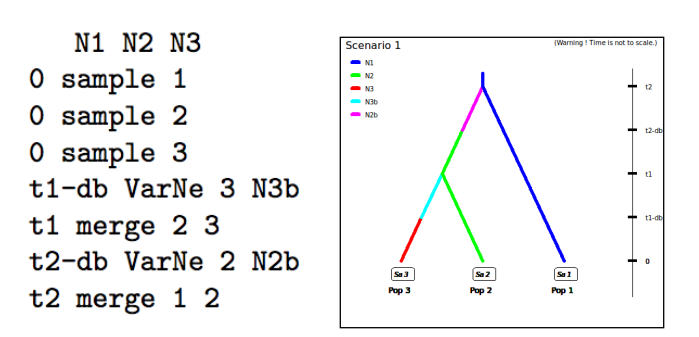 N1 N2 N3
0 sample 1
0 sample 2
0 sample 3
t1-db VarNe 3 N3b
t1 merge 2 3
t2-db VarNe 2 N2b
t2 merge 1 2
Scenario 1
(Warning ! Time is not to scale.)
N1
N2
N3
N3b
N2b
t2
t2-db
t1
t1-db
0
Sa 3 Sa 2 Sa 1
Pop 3 Pop 2 Pop 1